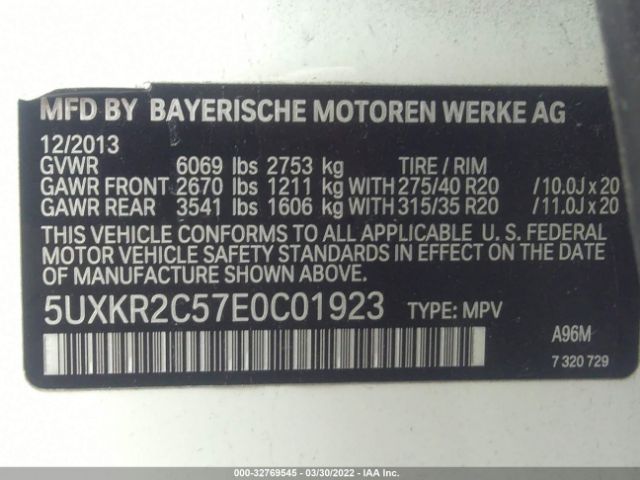 MFD BY BAYERISCHE MOTOREN WERKE AG
12/2013
GVWR 6069 lbs 2753 kg TIRE / RIM
GAWR FRONT 2670 lbs 1211 kg WITH 275/40 R20 / 10.0J x 20
GAWR REAR 3541 lbs 1606 kg WITH 315/35 R20 / 11.0J x 20
THIS VEHICLE CONFORMS TO ALL APPLICABLE U. S. FEDERAL
MOTOR VEHICLE SAFETY STANDARDS IN EFFECT ON THE DATE
OF MANUFACTURE SHOWN ABOVE.
5UXKR2C57E0C01923 TYPE: MPV
A96M
7 320 729
000-32769545 - 03/30/2022 - IAAI Corp.